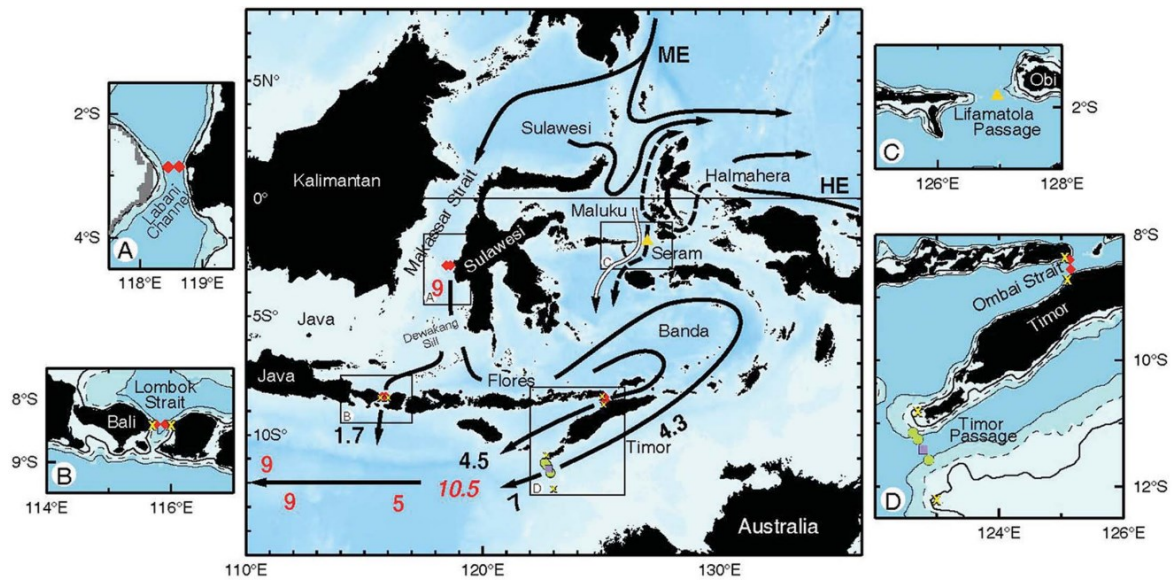 2°S
4°S
118°E
119°E
Labani
Channel
A
8°S
9°S
114°E
116°E
Lombok
Strait
Bali
B
5N°
0°
5°S
10°S
110°E
120°E
130°E
ME
HE
Sulawesi
Kalimantan
Halmahera
Makassar Strait
Maluku
Sulawesi
C
Seram
9
A
Java
Dewakang
Sill
Banda
Java
Flores
B
1.7
4.3
Timor
4.5
9
D
10.5
7
9
5
Australia
Obi
2°S
Lifamatola
Passage
C
126°E
128°E
8°S
Ombai Strait
Timor
10°S
Timor
Passage
12°S
D
124°E
126°E